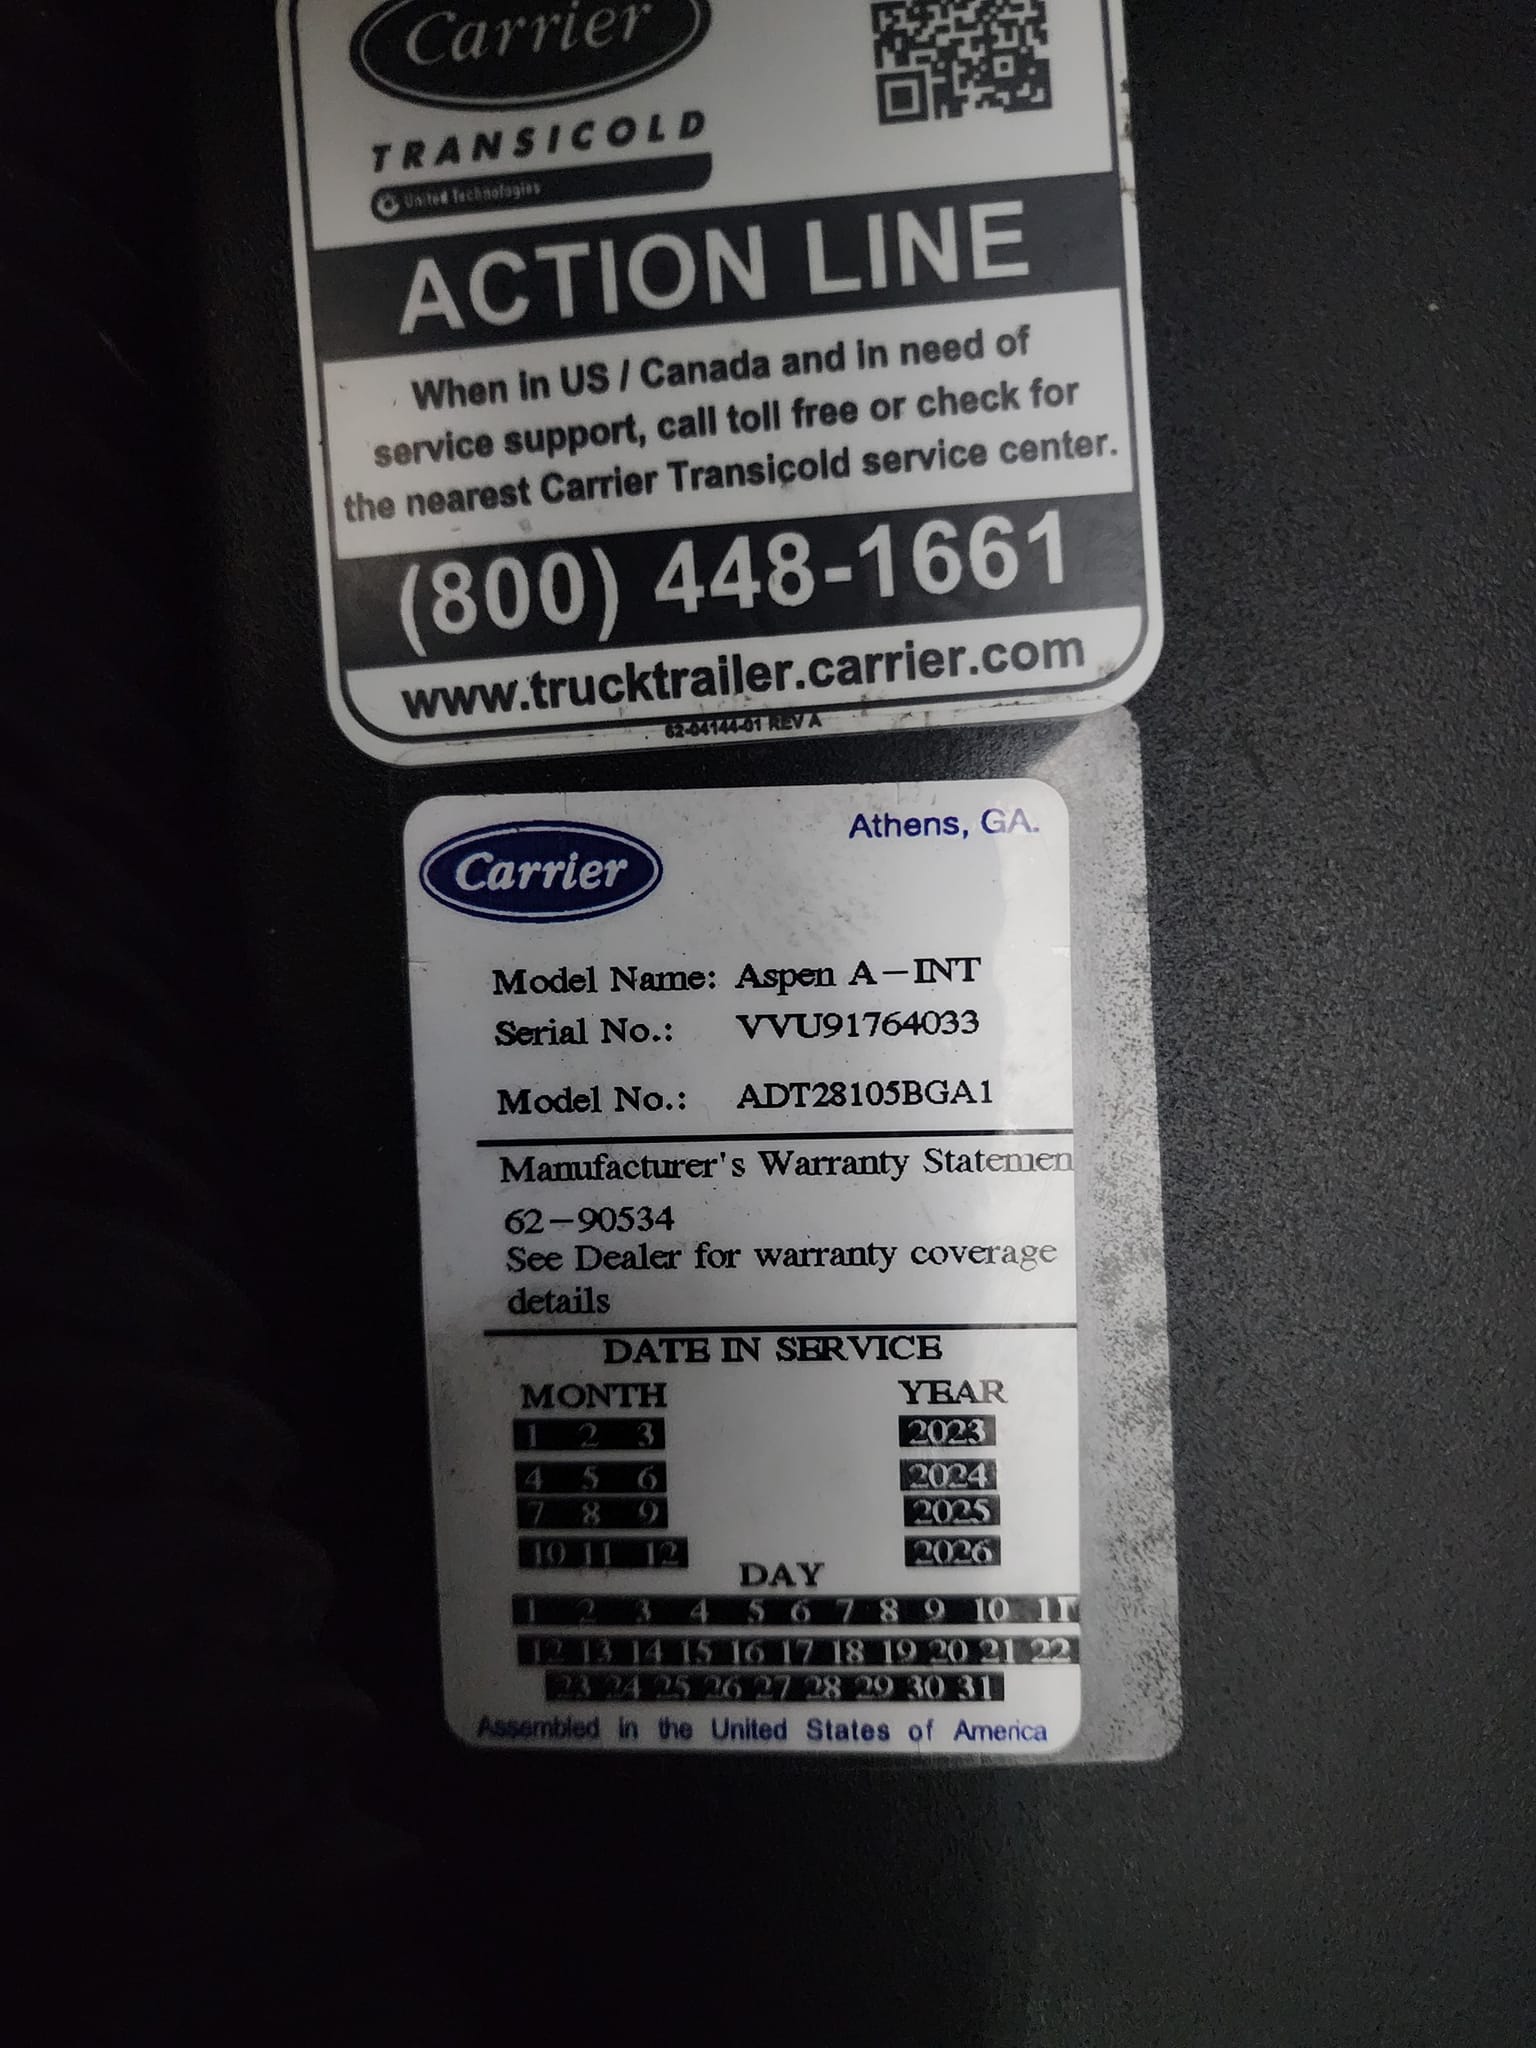 Carrier
TRANSICOLD
United Technologies
ACTION LINE
When in US / Canada and in need of
service support, call toll free or check for
the nearest Carrier Transicold service center.
(800) 448-1661
www.trucktrailer.carrier.com
62-04144-01 REV A
Carrier
Athens, GA.
Model Name: Aspen A-INT
Serial No.: VVU91764033
Model No.: ADT28105BGA1
Manufacturer's Warranty Statemen
62-90534
See Dealer for warranty coverage
details
DATE IN SERVICE
MONTH YEAR
1 2 3 2023
4 5 6 2024
7 8 9 2025
10 11 12 2026
DAY
1 2 3 4 5 6 7 8 9 10 11
12 13 14 15 16 17 18 19 20 21 22
23 24 25 26 27 28 29 30 31
Assembled in the United States of America